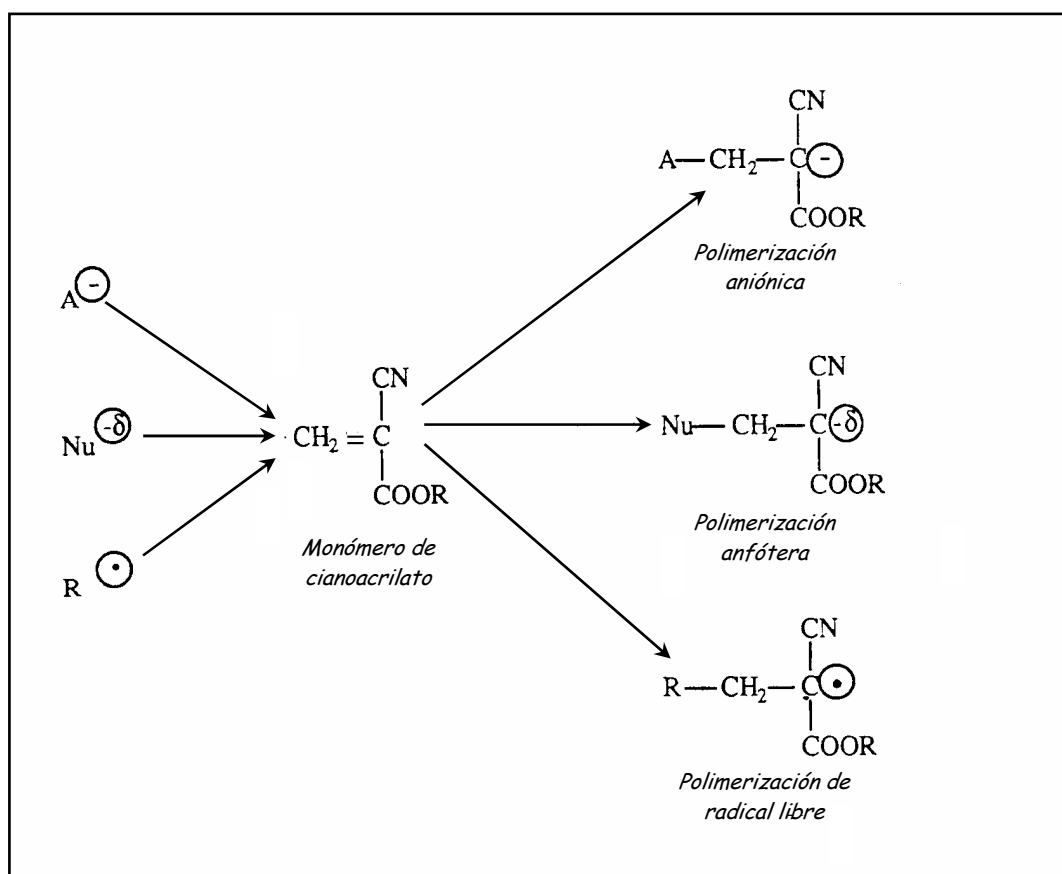 CN
A—CH₂—C⊖
COOR
Polimerización
aniónica
A⊖
CN
CH₂ = C
COOR
Monómero de
cianoacrilato
Nu -δ
CN
Nu—CH₂—C -δ
COOR
Polimerización
anfótera
R •
CN
R—CH₂—C •
COOR
Polimerización de
radical libre